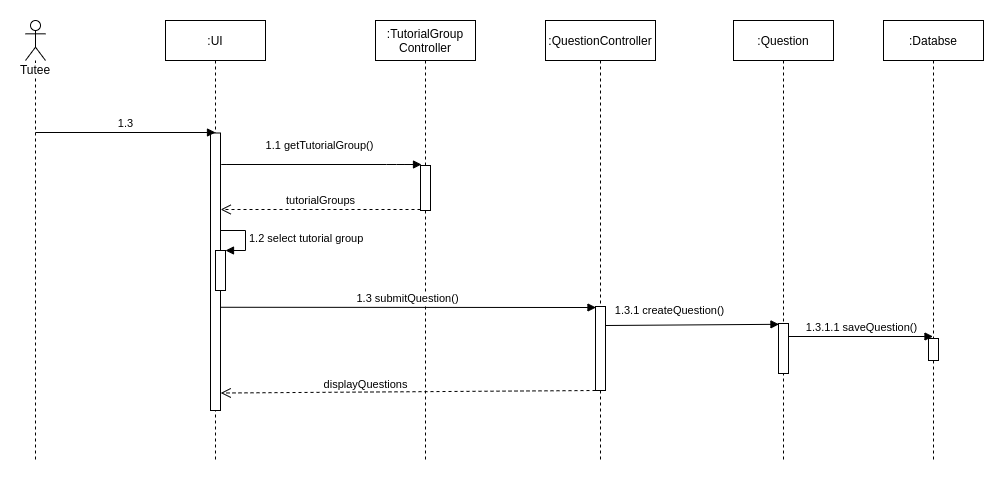 Tutee
:UI
:TutorialGroup
Controller
:QuestionController
:Question
:Databse
1.3
1.1 getTutorialGroup()
tutorialGroups
1.2 select tutorial group
1.3 submitQuestion()
1.3.1 createQuestion()
1.3.1.1 saveQuestion()
displayQuestions